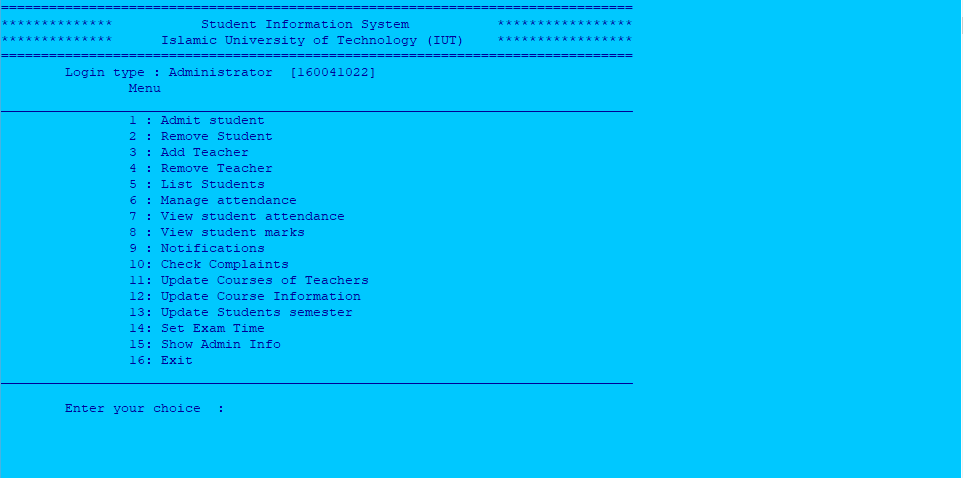 ===============================================================================
************** Student Information System *****************
************** Islamic University of Technology (IUT) *****************
===============================================================================
Login type : Administrator [160041022]
Menu
_______________________________________________________________________________
1 : Admit student
2 : Remove Student
3 : Add Teacher
4 : Remove Teacher
5 : List Students
6 : Manage attendance
7 : View student attendance
8 : View student marks
9 : Notifications
10: Check Complaints
11: Update Courses of Teachers
12: Update Course Information
13: Update Students semester
14: Set Exam Time
15: Show Admin Info
16: Exit
_______________________________________________________________________________
Enter your choice :